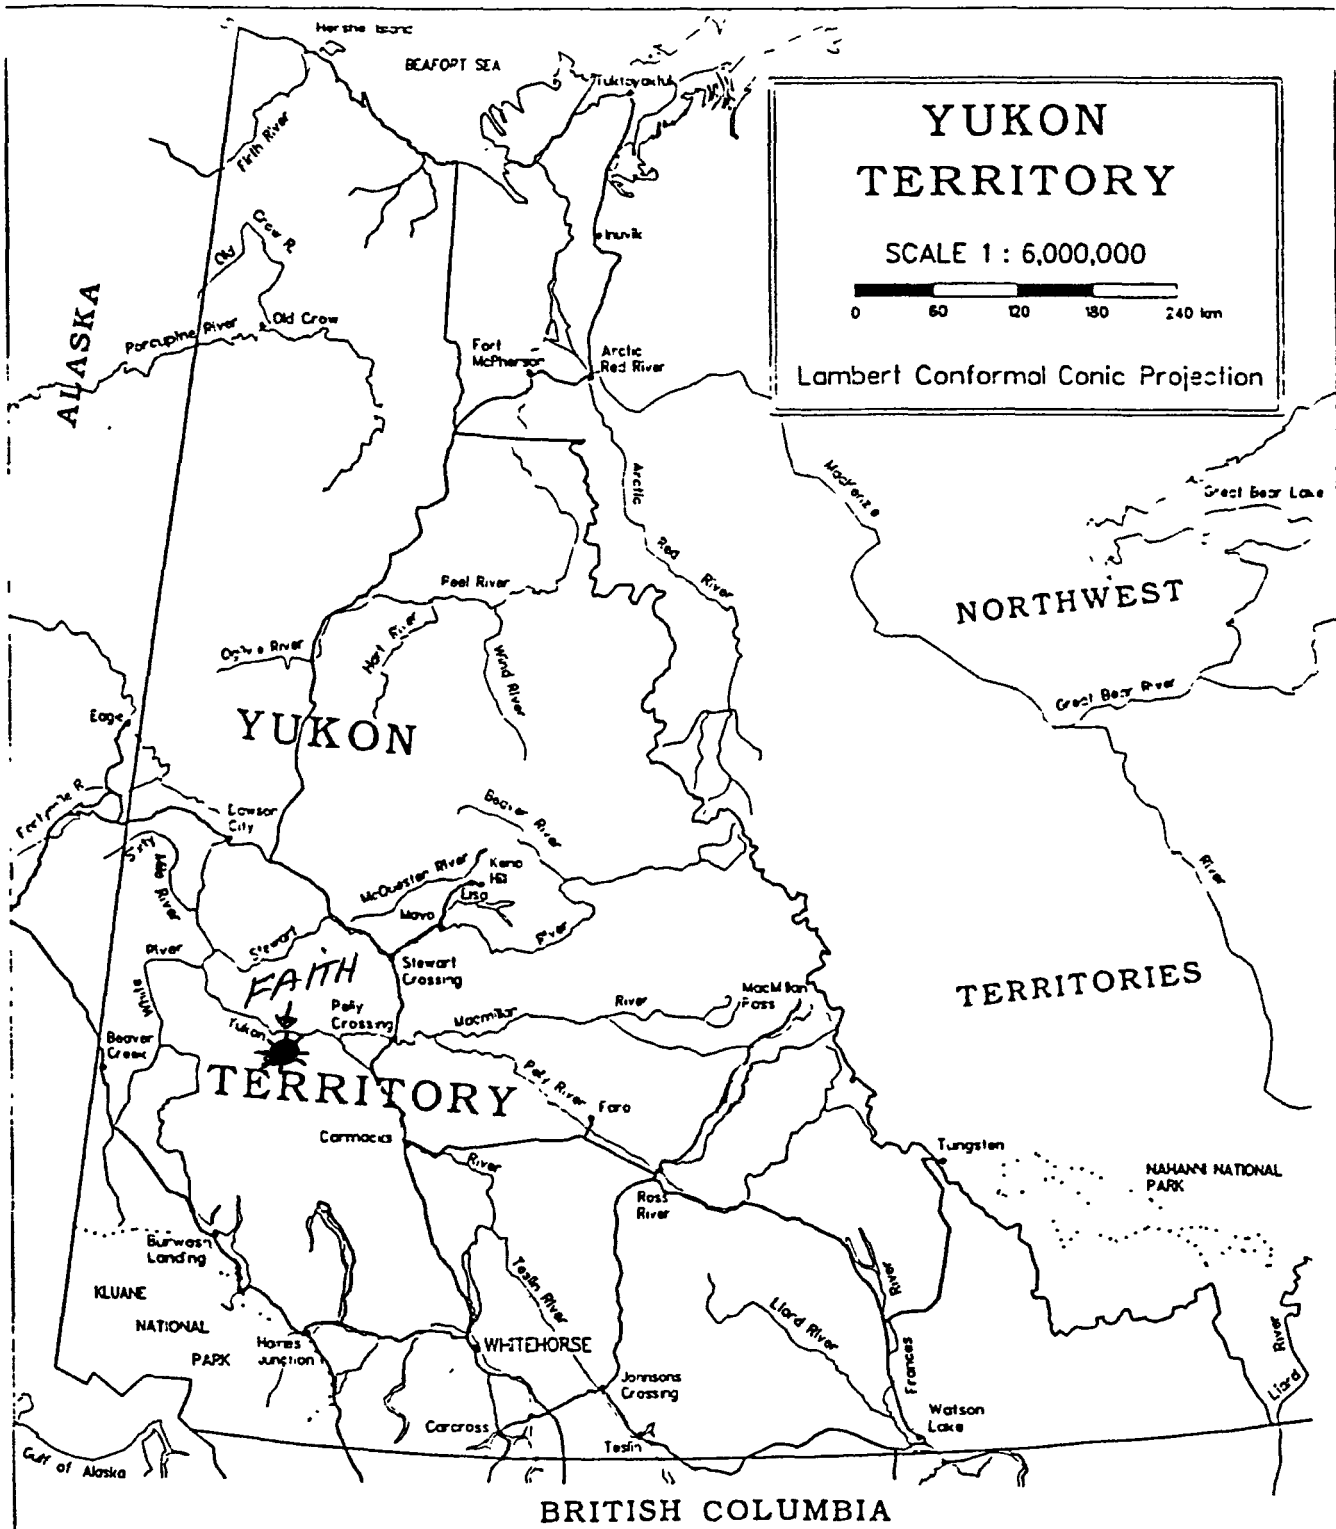 Hershel Island
BEAFORT SEA
Tuktoyaktuk
YUKON
TERRITORY
SCALE 1 : 6,000,000
0 60 120 180 240 km
Lambert Conformal Conic Projection
Firth River
Old Crow R.
Inuvik
ALASKA
Porcupine River
Old Crow
Fort
McPherson
Arctic
Red River
MacKenzie
Great Bear Lake
Arctic
Red
River
Peel River
NORTHWEST
Ogilvie River
Hart River
Wind River
Great Bear River
Eagle
YUKON
Fortymile R.
Dawson
City
Beaver
River
Sixty
Mile
River
McQuesten River
Keno
Hill
Elsa
Mayo
River
River
River
Stewart
Stewart
Crossing
FAITH
White
TERRITORIES
MacMillan
Pass
River
Macmillan
Pelly
Crossing
Yukon
Beaver
Creek
TERRITORY
Pelly River
Faro
Carmacks
River
Tungsten
NAHANNI NATIONAL
PARK
Ross
River
Burwash
Landing
Teslin River
River
KLUANE
NATIONAL
PARK
Haines
Junction
WHITEHORSE
Liard River
Frances
River
Liard
Johnsons
Crossing
Carcross
Teslin
Watson
Lake
Gulf of Alaska
BRITISH COLUMBIA